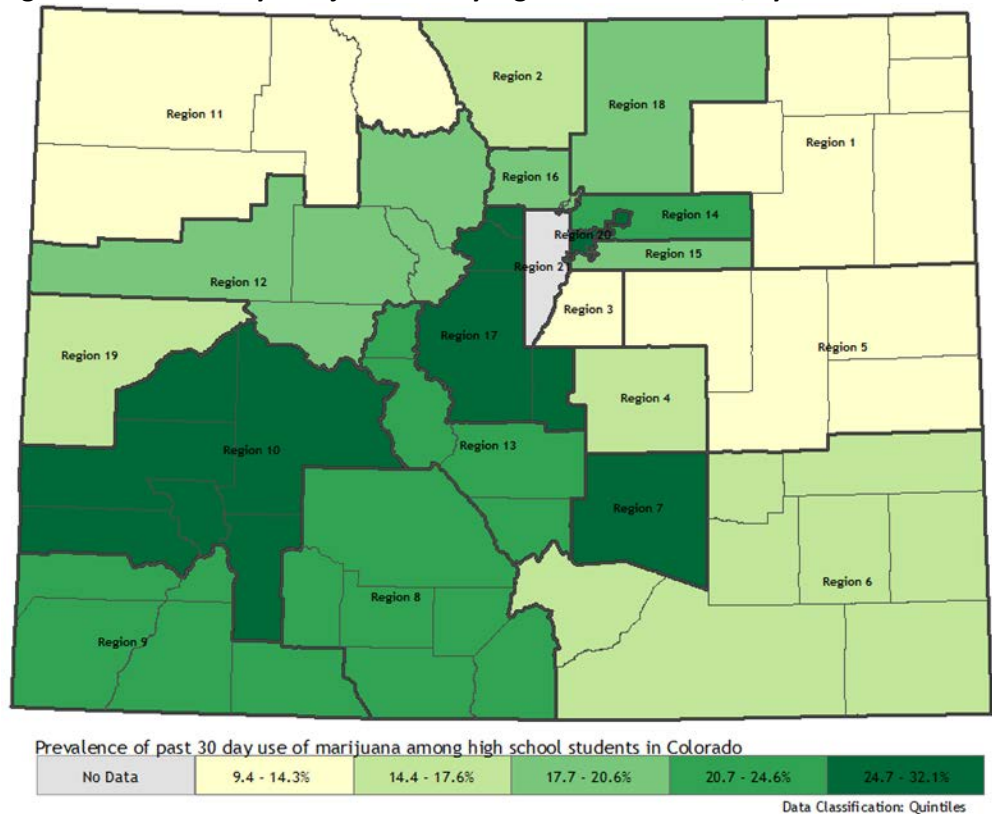 Region 2
Region 11
Region 18
Region 1
Region 16
Region 14
Region 20
Region 15
Region 2
Region 12
Region 3
Region 17
Region 5
Region 19
Region 4
Region 13
Region 10
Region 7
Region 6
Region 8
Region 9
Prevalence of past 30 day use of marijuana among high school students in Colorado
No Data 9.4 - 14.3% 14.4 - 17.6% 17.7 - 20.6% 20.7 - 24.6% 24.7 - 32.1%
Data Classification: Quintiles